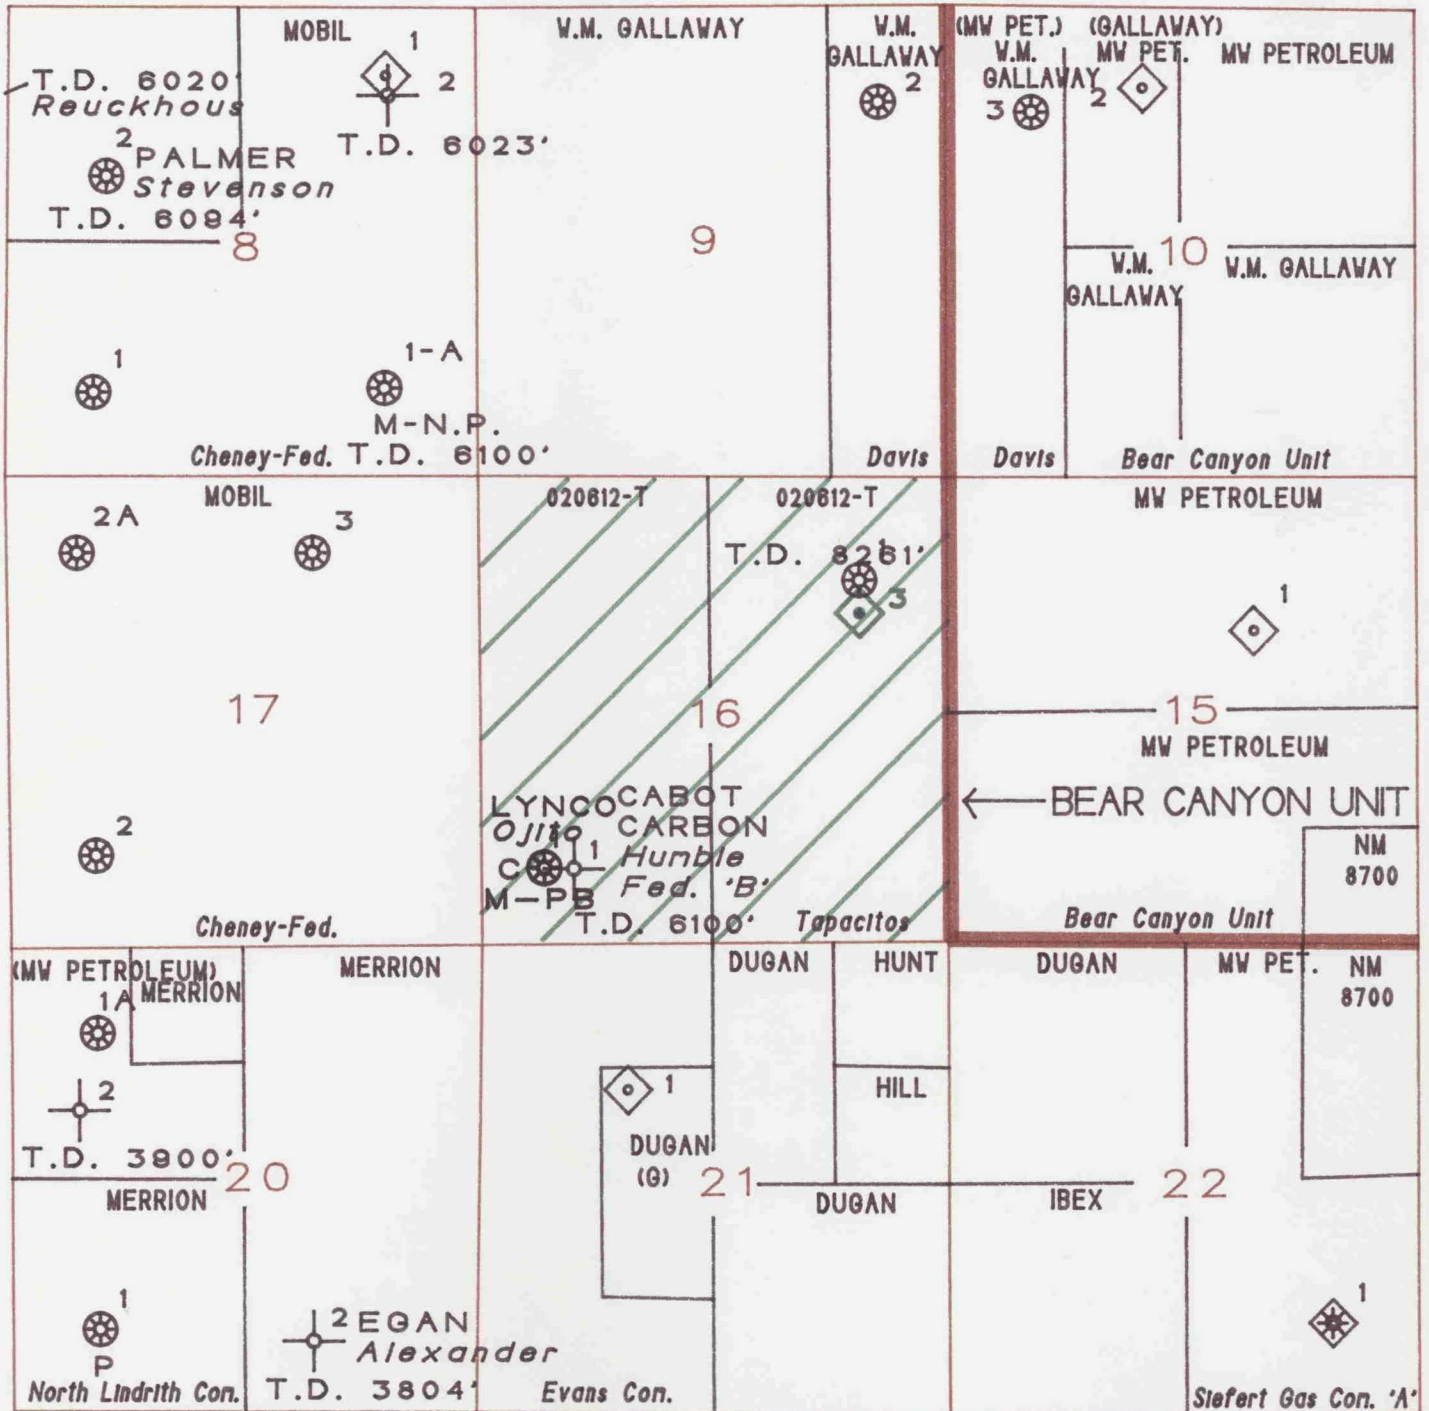 MOBIL
1
2
T.D. 6020'
Reuckhous
T.D. 6023'
2
PALMER
Stevenson
T.D. 6094'
8
1
1-A
M-N.P.
Cheney-Fed. T.D. 6100'
W.M. GALLAWAY
9
W.M.
GALLAWAY
2
Davis
(MW PET.)
W.M.
GALLAWAY
3
Davis
(GALLAWAY)
MW PET.
2
MW PETROLEUM
10
W.M.
GALLAWAY
W.M. GALLAWAY
Bear Canyon Unit
MOBIL
2A
3
17
2
Cheney-Fed.
020612-T
020612-T
T.D. 8261'
1
3
16
LYNCO
Ojito
1
C
M-PB
CABOT
CARBON
1
Humble
Fed. 'B'
T.D. 6100'
Tapacitos
MW PETROLEUM
1
15
MW PETROLEUM
BEAR CANYON UNIT
NM
8700
Bear Canyon Unit
(MW PETROLEUM)
MERRION
1A
2
T.D. 3900'
20
MERRION
MERRION
1
P
North Lindrith Con.
2 EGAN
Alexander
T.D. 3804'
1
DUGAN
(G)
Evans Con.
21
DUGAN
HUNT
HILL
DUGAN
DUGAN
MW PET.
NM
8700
22
IBEX
1
Siefert Gas Con. 'A'